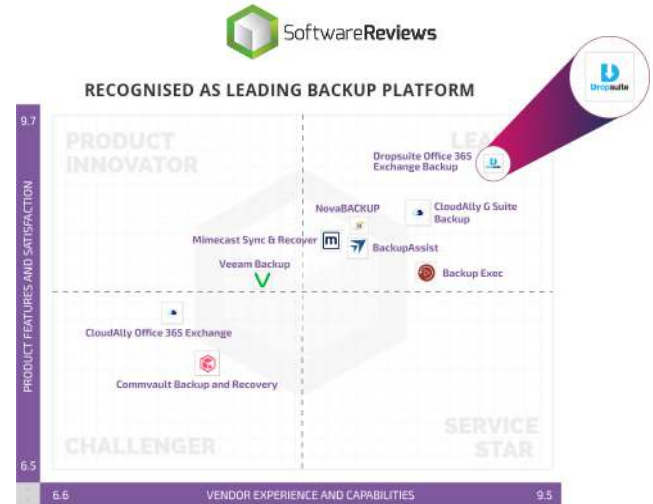 SoftwareReviews
RECOGNISED AS LEADING BACKUP PLATFORM
Dropsuite
9.7
PRODUCT
INNOVATOR
Dropsuite Office 365
Exchange Backup
NovaBACKUP
CloudAlly G Suite
Backup
Mimecast Sync & Recover
m
BackupAssist
Veeam Backup
Backup Exec
CloudAlly Office 365 Exchange
Commvault Backup and Recovery
PRODUCT FEATURES AND SATISFACTION
CHALLENGER
SERVICE
STAR
6.5
6.6
VENDOR EXPERIENCE AND CAPABILITIES
9.5